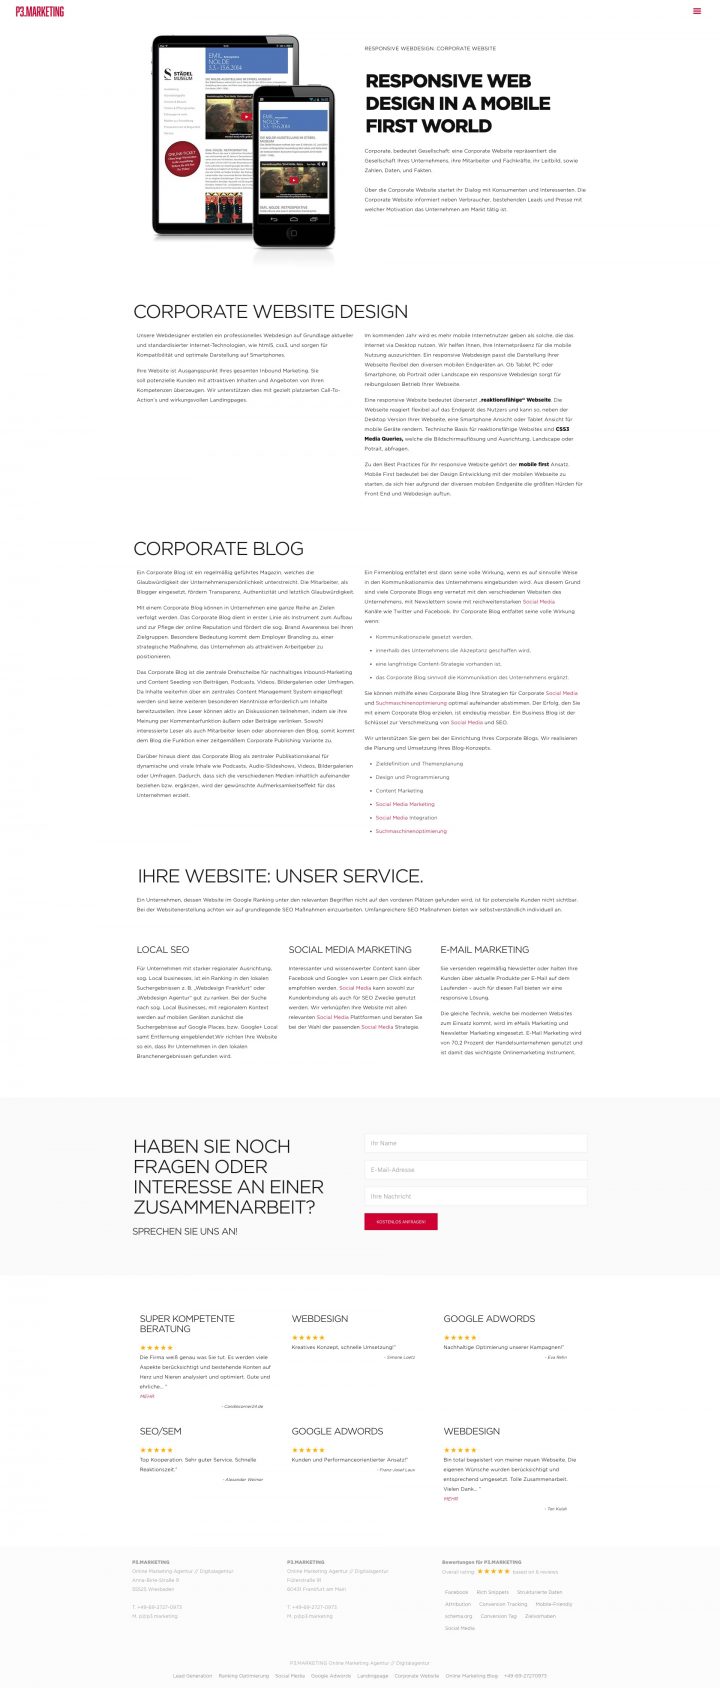 P3.MARKETING
STÄDEL
MUSEUM
EMIL
NOLDE
RESPONSIVE WEBDESIGN: CORPORATE WEBSITE
RESPONSIVE WEB
DESIGN IN A MOBILE
FIRST WORLD
Corporate, bedeutet Gesellschaft; eine Corporate Website repräsentiert die
Gesellschaft Ihres Unternehmens, ihre Mitarbeiter und Fachkräfte, ihr Leitbild, sowie
Zahlen, Daten, und Fakten.
Über die Corporate Website startet ihr Dialog mit Konsumenten und Interessenten. Die
Corporate Website informiert neben Verbraucher, bestehenden Leads und Presse mit
welcher Motivation das Unternehmen am Markt tätig ist.
CORPORATE WEBSITE DESIGN
Unsere Webdesigner erstellen ein professionelles Webdesign auf Grundlage aktueller
und standardisierter Internet-Technologien, wie html5, css3, und sorgen für
Kompatibilität und optimale Darstellung auf Smartphones.
Ihre Website ist Ausgangspunkt Ihres gesamten Inbound Marketing. Sie
soll potenzielle Kunden mit attraktiven Inhalten und Angeboten von Ihren
Kompetenzen überzeugen. Wir unterstützen dies mit gezielt platzierten Call-To-
Action's und wirkungsvollen Landingpages.
Im kommenden Jahr wird es mehr mobile Internetnutzer geben als solche, die das
Internet via Desktop nutzen. Wir helfen Ihnen, Ihre Internetpräsenz für die mobile
Nutzung auszurichten. Ein responsive Webdesign passt die Darstellung Ihrer
Webseite flexibel den diversen mobilen Endgeräten an. Ob Tablet PC oder
Smartphone, ob Portrait oder Landscape ein responsive Webdesign sorgt für
reibungslosen Betrieb Ihrer Webseite.
Eine responsive Website bedeutet übersetzt „reaktionsfähige“ Webseite. Die
Webseite reagiert flexibel auf das Endgerät des Nutzers und kann so, neben der
Desktop Version Ihrer Webseite, eine Smartphone Ansicht oder Tablet Ansicht für
mobile Geräte rendern. Technische Basis für reaktionsfähige Websites sind CSS3
Media Queries, welche die Bildschirmauflösung und Ausrichtung, Landscape oder
Potrait, abfragen.
Zu den Best Practices für Ihr responsive Website gehört der mobile first Ansatz.
Mobile First bedeutet bei der Design Entwicklung mit der mobilen Webseite zu
starten, da sich hier aufgrund der diversen mobilen Endgeräte die größten Hürden für
Front End und Webdesign auftun.
CORPORATE BLOG
Ein Corporate Blog ist ein regelmäßig geführtes Magazin, welches die
Glaubwürdigkeit der Unternehmenspersönlichkeit unterstreicht. Die Mitarbeiter, als
Blogger eingesetzt, fördern Transparenz, Authentizität und letztlich Glaubwürdigkeit.
Mit einem Corporate Blog können in Unternehmen eine ganze Reihe an Zielen
verfolgt werden. Das Corporate Blog dient in erster Linie als Instrument zum Aufbau
und zur Pflege der online Reputation und fördert die sog. Brand Awareness bei Ihren
Zielgruppen. Besondere Bedeutung kommt dem Employer Branding zu, einer
strategische Maßnahme, das Unternehmen als attraktiven Arbeitgeber zu
positionieren.
Das Corporate Blog ist die zentrale Drehscheibe für nachhaltiges Inbound-Marketing
und Content Seeding von Beiträgen, Podcasts, Videos, Bildergalerien oder Umfragen.
Da Inhalte weiterhin über ein zentrales Content Management System eingepflegt
werden sind keine weiteren besonderen Kenntnisse erforderlich um Inhalte
bereitzustellen. Ihre Leser können aktiv an Diskussionen teilnehmen, indem sie ihre
Meinung per Kommentarfunktion äußern oder Beiträge verlinken. Sowohl
interessierte Leser als auch Mitarbeiter lesen oder abonnieren den Blog, somit kommt
dem Blog die Funktion einer zeitgemäßem Corporate Publishing Variante zu.
Darüber hinaus dient das Corporate Blog als zentraler Publikationskanal für
dynamische und virale Inhale wie Podcasts, Audio-Slideshows, Videos, Bildergalerien
oder Umfragen. Dadurch, dass sich die verschiedenen Medien inhaltlich aufeinander
beziehen bzw. ergänzen, wird der gewünschte Aufmerksamkeitseffekt für das
Unternehmen erzielt.
Ein Firmenblog entfaltet erst dann seine volle Wirkung, wenn es auf sinnvolle Weise
in den Kommunikationsmix des Unternehmens eingebunden wird. Aus diesem Grund
sind viele Corporate Blogs eng vernetzt mit den verschiedenen Websites des
Unternehmens, mit Newslettern sowie mit reichweitenstarken Social Media
Kanäle wie Twitter und Facebook. Ihr Corporate Blog entfaltet seine volle Wirkung
wenn:
• Kommunikationsziele gesetzt werden,
• innerhalb des Unternehmens die Akzeptanz geschaffen wird,
• eine langfristige Content-Strategie vorhanden ist.
• das Corporate Blog sinnvoll die Kommunikation des Unternehmens ergänzt.
Sie können mithilfe eines Corporate Blog Ihre Strategien für Corporate Social Media
und Suchmaschinenoptimierung optimal aufeinander abstimmen. Der Erfolg, den Sie
mit einem Corporate Blog erzielen, ist eindeutig messbar. Ein Business Blog ist der
Schlüssel zur Verschmelzung von Social Media und SEO.
Wir unterstützen Sie gern bei der Einrichtung Ihres Corporate Blogs. Wir realisieren
die Planung und Umsetzung Ihres Blog-Konzepts.
• Zieldefinition und Themenplanung
• Design und Programmierung
• Content Marketing
• Social Media Marketing
• Social Media Integration
• Suchmaschinenoptimierung
IHRE WEBSITE: UNSER SERVICE.
Ein Unternehmen, dessen Website im Google Ranking unter den relevanten Begriffen nicht auf den vorderen Plätzen gefunden wird, ist für potenzielle Kunden nicht sichtbar.
Bei der Websiteerstellung achten wir auf grundlegende SEO Maßnahmen einzuarbeiten. Umfangreichere SEO Maßnahmen bieten wir selbstverständlich individuell an.
LOCAL SEO
Für Unternehmen mit starker regionaler Ausrichtung,
sog. Local businesses, ist ein Ranking in den lokalen
Suchergebnissen z. B. „Webdesign Frankfurt“ oder
„Webdesign Agentur“ gut zu ranken. Bei der Suche
nach sog. Local Businesses, mit regionalem Kontext
werden auf mobilen Geräten zunächst die
Suchergebnisse auf Google Places, bzw. Google+ Local
samt Entfernung eingeblendet.Wir richten Ihre Website
so ein, dass Ihr Unternehmen in den lokalen
Branchenergebnissen gefunden wird.
SOCIAL MEDIA MARKETING
Interessanter und wissenswerter Content kann über
Facebook und Google+ von Lesern per Click einfach
empfohlen werden. Social Media kann sowohl zur
Kundenbindung als auch für SEO Zwecke genutzt
werden. Wir verknüpfen Ihre Website mit allen
relevanten Social Media Plattformen und beraten Sie
bei der Wahl der passenden Social Media Strategie.
E-MAIL MARKETING
Sie versenden regelmäßig Newsletter oder halten Ihre
Kunden über aktuelle Produkte per E-Mail auf dem
Laufenden – auch für diesen Fall bieten wir eine
responsive Lösung.
Die gleiche Technik, welche bei modernen Websites
zum Einsatz kommt, wird im eMails Marketing und
Newsletter Marketing eingesetzt. E-Mail Marketing wird
von 70,2 Prozent der Handelsunternehmen genutzt und
ist damit das wichtigste Onlinemarketing Instrument.
HABEN SIE NOCH
FRAGEN ODER
INTERESSE AN EINER
ZUSAMMENARBEIT?
SPRECHEN SIE UNS AN!
Ihr Name
E-Mail-Adresse
Ihre Nachricht
KOSTENLOS ANFRAGEN!
SUPER KOMPETENTE
BERATUNG
Die Firma weiß genau was Sie tut. Es werden viele
Aspekte berücksichtigt und bestehende Konten auf
Herz und Nieren analysiert und optimiert. Gute und
ehrliche... "
MEHR
- Candlecorner24.de
WEBDESIGN
Kreatives Konzept, schnelle Umsetzung!"
- Simone Loetz
GOOGLE ADWORDS
Nachhaltige Optimierung unserer Kampagnen!"
SEO/SEM
Top Kooperation. Sehr guter Service. Schnelle
Reaktionszeit."
- Alexander Weimer
GOOGLE ADWORDS
Kunden und Performanceorientierter Ansatz!"
WEBDESIGN
Bin total begeistert von meiner neuen Webseite. Die
eigenen Wünsche wurden berücksichtigt und
entsprechend umgesetzt. Tolle Zusammenarbeit.
Vielen Dank... "
MEHR
P3.MARKETING
Online Marketing Agentur // Digitalagentur
65525 Wiesbaden
T. +49-69-2727-0973
M. p@p3.marketing
P3.MARKETING
Online Marketing Agentur // Digitalagentur
60431 Frankfurt am Main
T. +49-69-2727-0973
M. p@p3.marketing
Bewertungen für P3.MARKETING
Overall rating: based on 6 reviews
Facebook Rich Snippets Strukturierte Daten
Attribution Conversion Tracking Mobile-Friendly
schema.org Conversion Tag Zielvorhaben
Social Media
P3.MARKETING Online Marketing Agentur // Digitalagentur
Lead Generation Ranking Optimierung Social Media Google Adwords Landingpage Corporate Website Online Marketing Blog +49-69-27270973